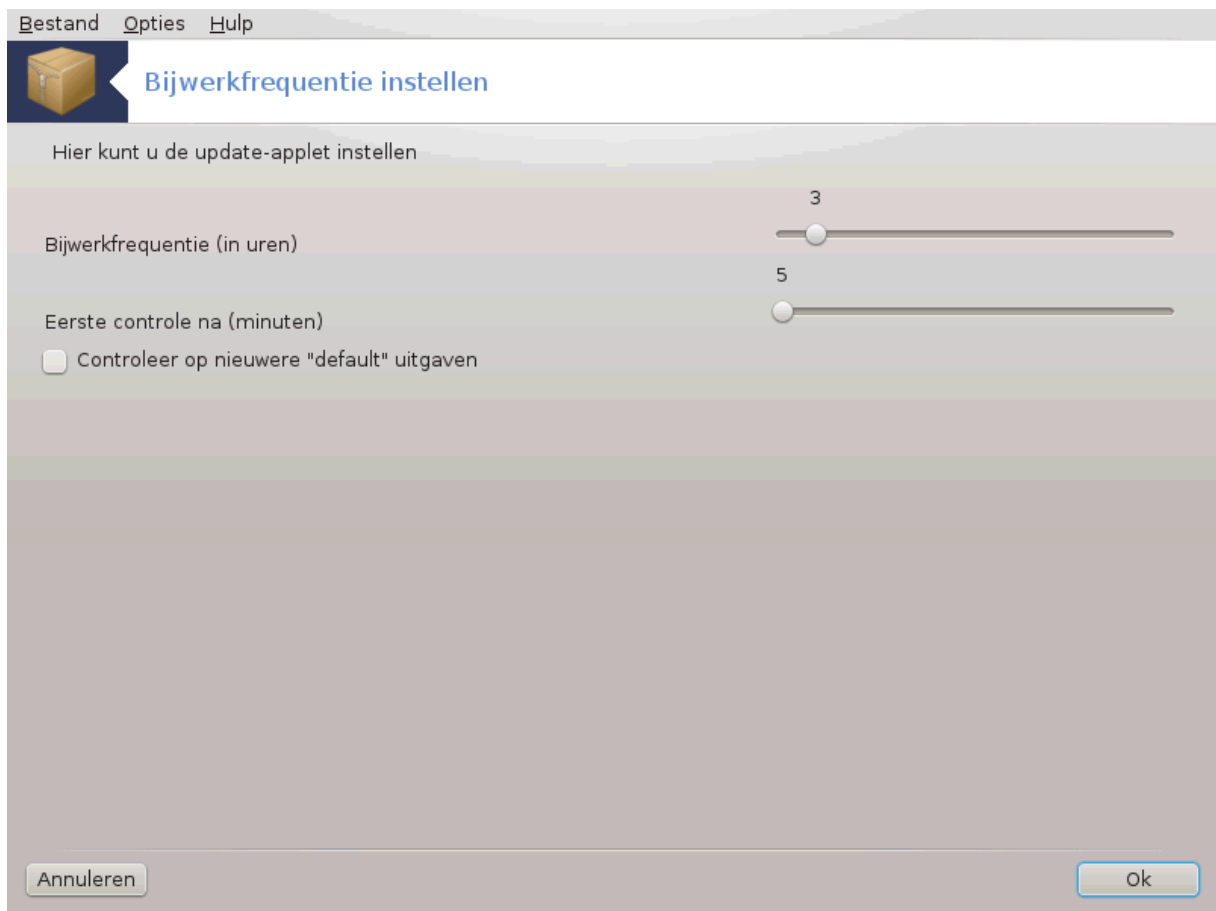 Bestand Opties Hulp
Bijwerkfrequentie instellen
Hier kunt u de update-applet instellen
3
Bijwerkfrequentie (in uren)
5
Eerste controle na (minuten)
Controleer op nieuwere "default" uitgaven
Annuleren Ok